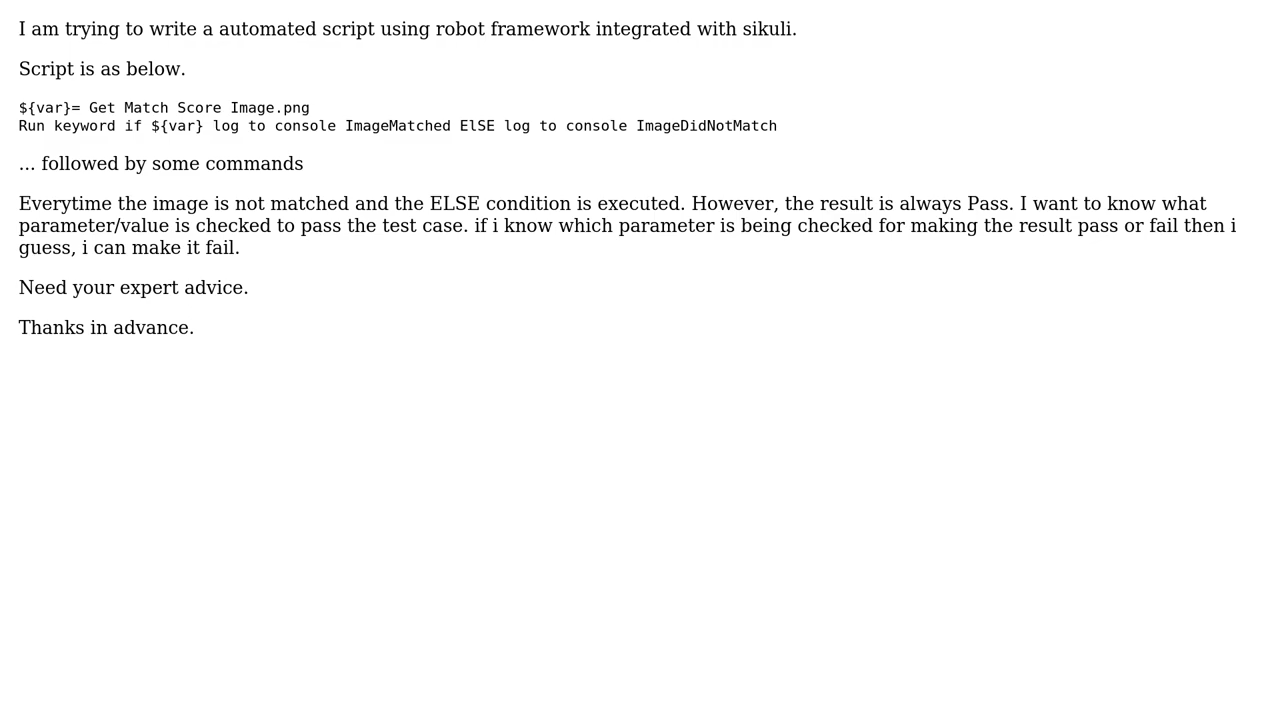 I am trying to write a automated script using robot framework integrated with sikuli.
Script is as below.
${var}= Get Match Score Image.png
Run keyword if ${var} log to console ImageMatched ElSE log to console ImageDidNotMatch
... followed by some commands
Everytime the image is not matched and the ELSE condition is executed. However, the result is always Pass. I want to know what
parameter/value is checked to pass the test case. if i know which parameter is being checked for making the result pass or fail then i
guess, i can make it fail.
Need your expert advice.
Thanks in advance.